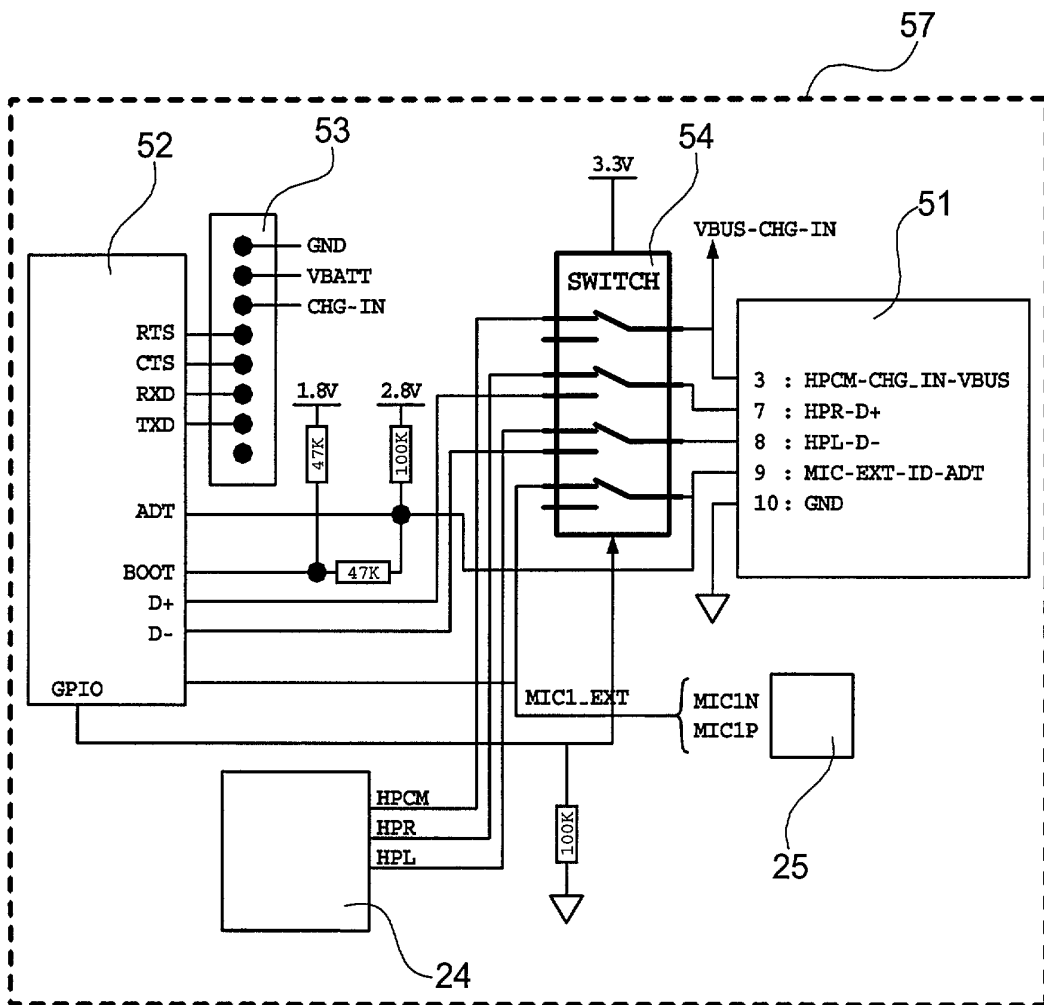 57
52
53
54
51
3.3V
VBUS-CHG-IN
GND
VBATT
CHG-IN
SWITCH
RTS
CTS
RXD
TXD
1.8V
2.8V
47K
100K
3 : HPCM-CHG_IN-VBUS
7 : HPR-D+
8 : HPL-D-
9 : MIC-EXT-ID-ADT
10 : GND
ADT
BOOT
47K
D+
D-
GPIO
MIC1_EXT
MIC1N
MIC1P
HPCM
HPR
HPL
100K
25
24